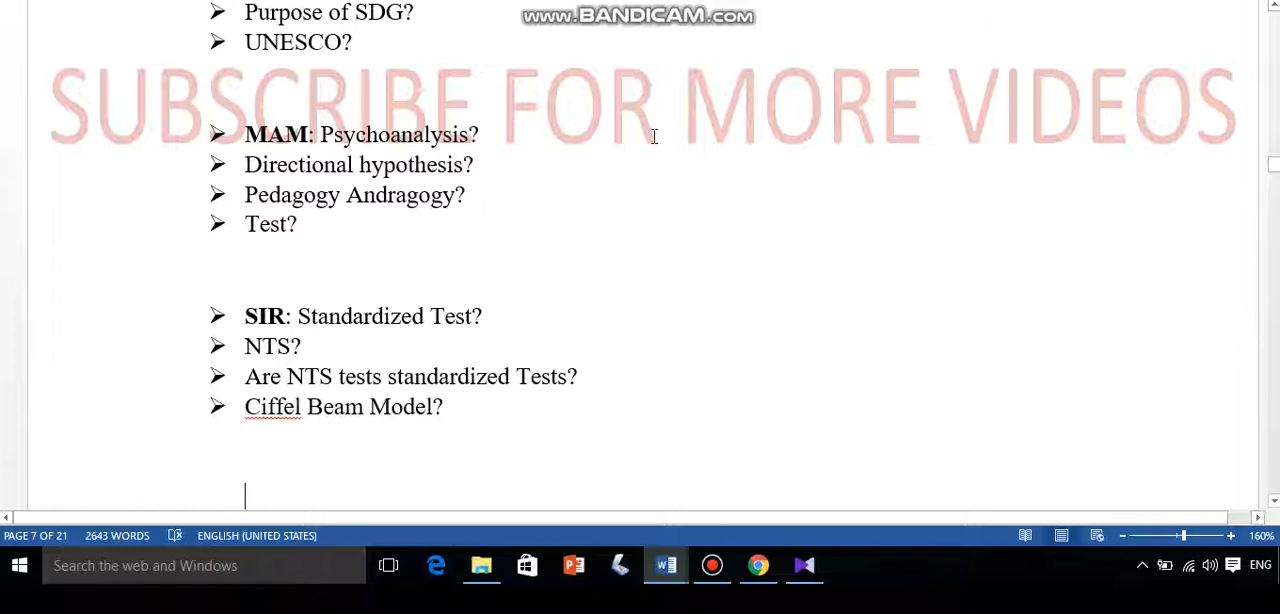 Purpose of SDG?
www.BANDICAM.com
UNESCO?
SUBSCRIBE FOR MORE VIDEOS
MAM: Psychoanalysis?
Directional hypothesis?
Pedagogy Andragogy?
Test?
SIR: Standardized Test?
NTS?
Are NTS tests standardized Tests?
Ciffel Beam Model?
PAGE 7 OF 21 2643 WORDS ENGLISH (UNITED STATES) 160%
Search the web and Windows ENG